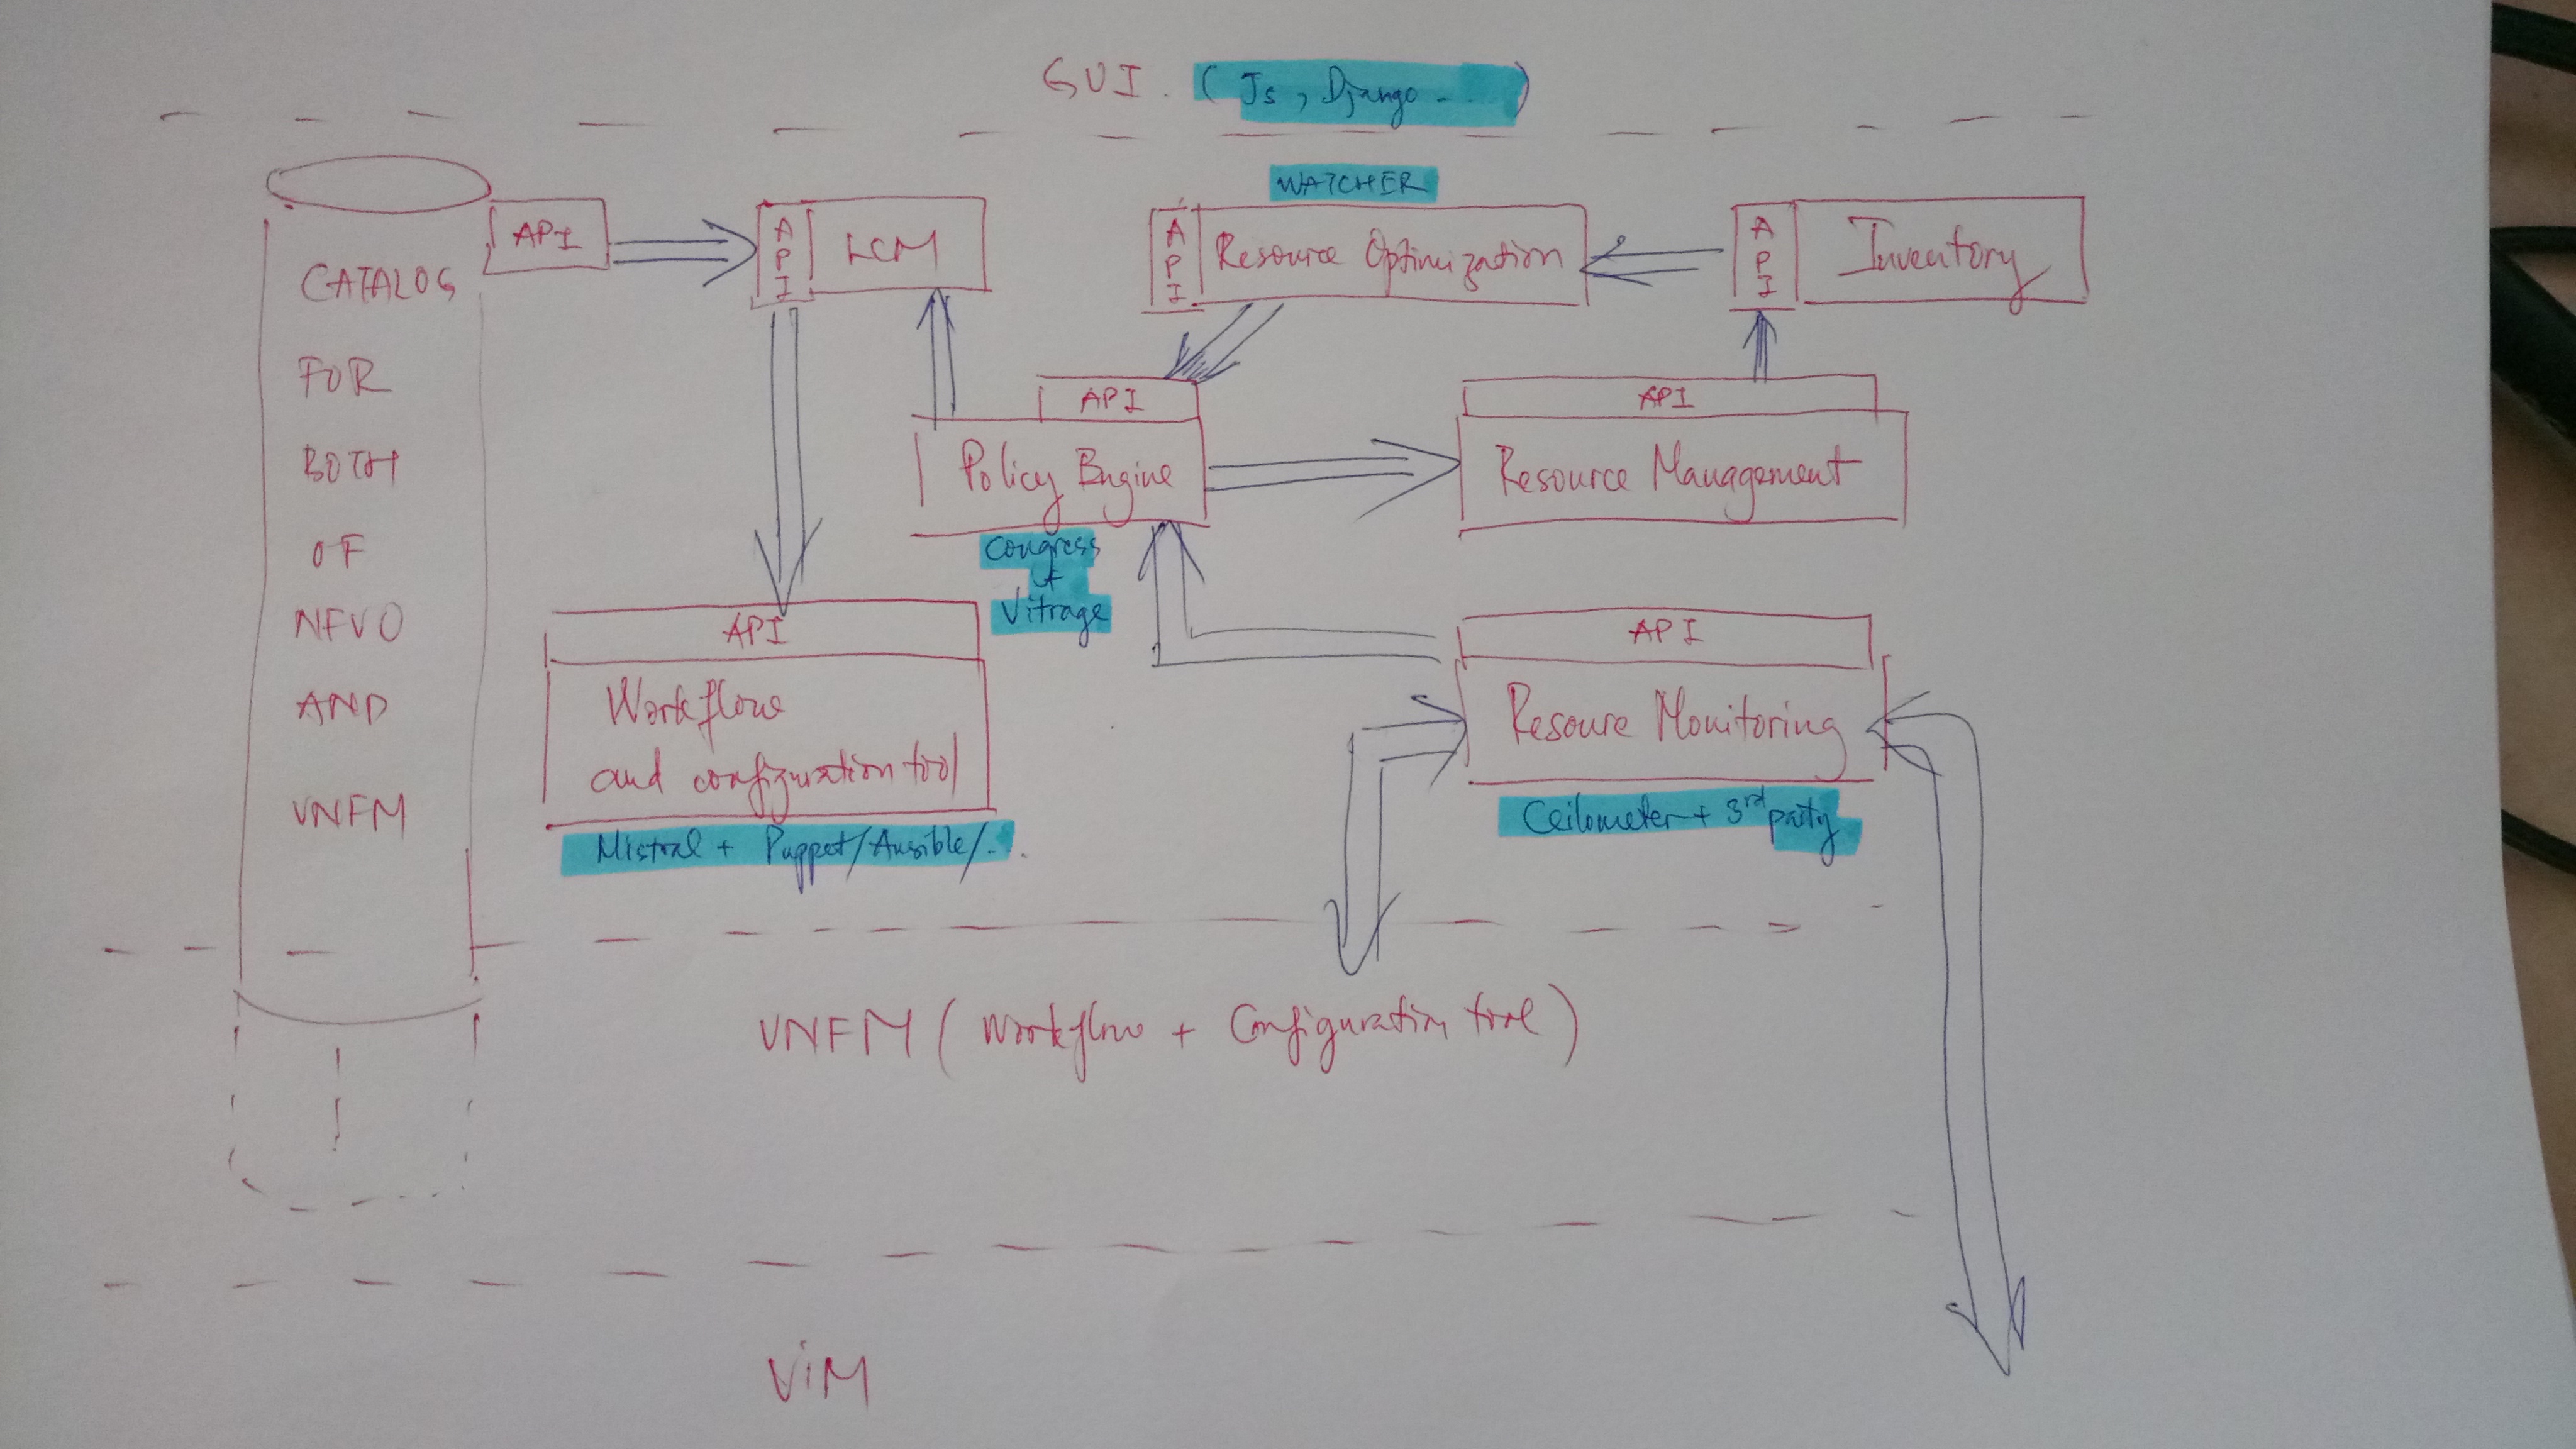 GUI. (Js, Django ....)
WATCHER
API
API
LCM
API
Resource Optimization
API
Inventory
CATALOG
FOR
BOTH
OF
NFVO
AND
VNFM
API
Policy Engine
Congress
+
Vitrage
API
Resource Management
API
Workflow
and configuration tool
Mistral + Puppet/Ansible/...
API
Resoure Monitoring
Ceilometer + 3rd party
VNFM ( Workflow + Configuration tool )
ViM